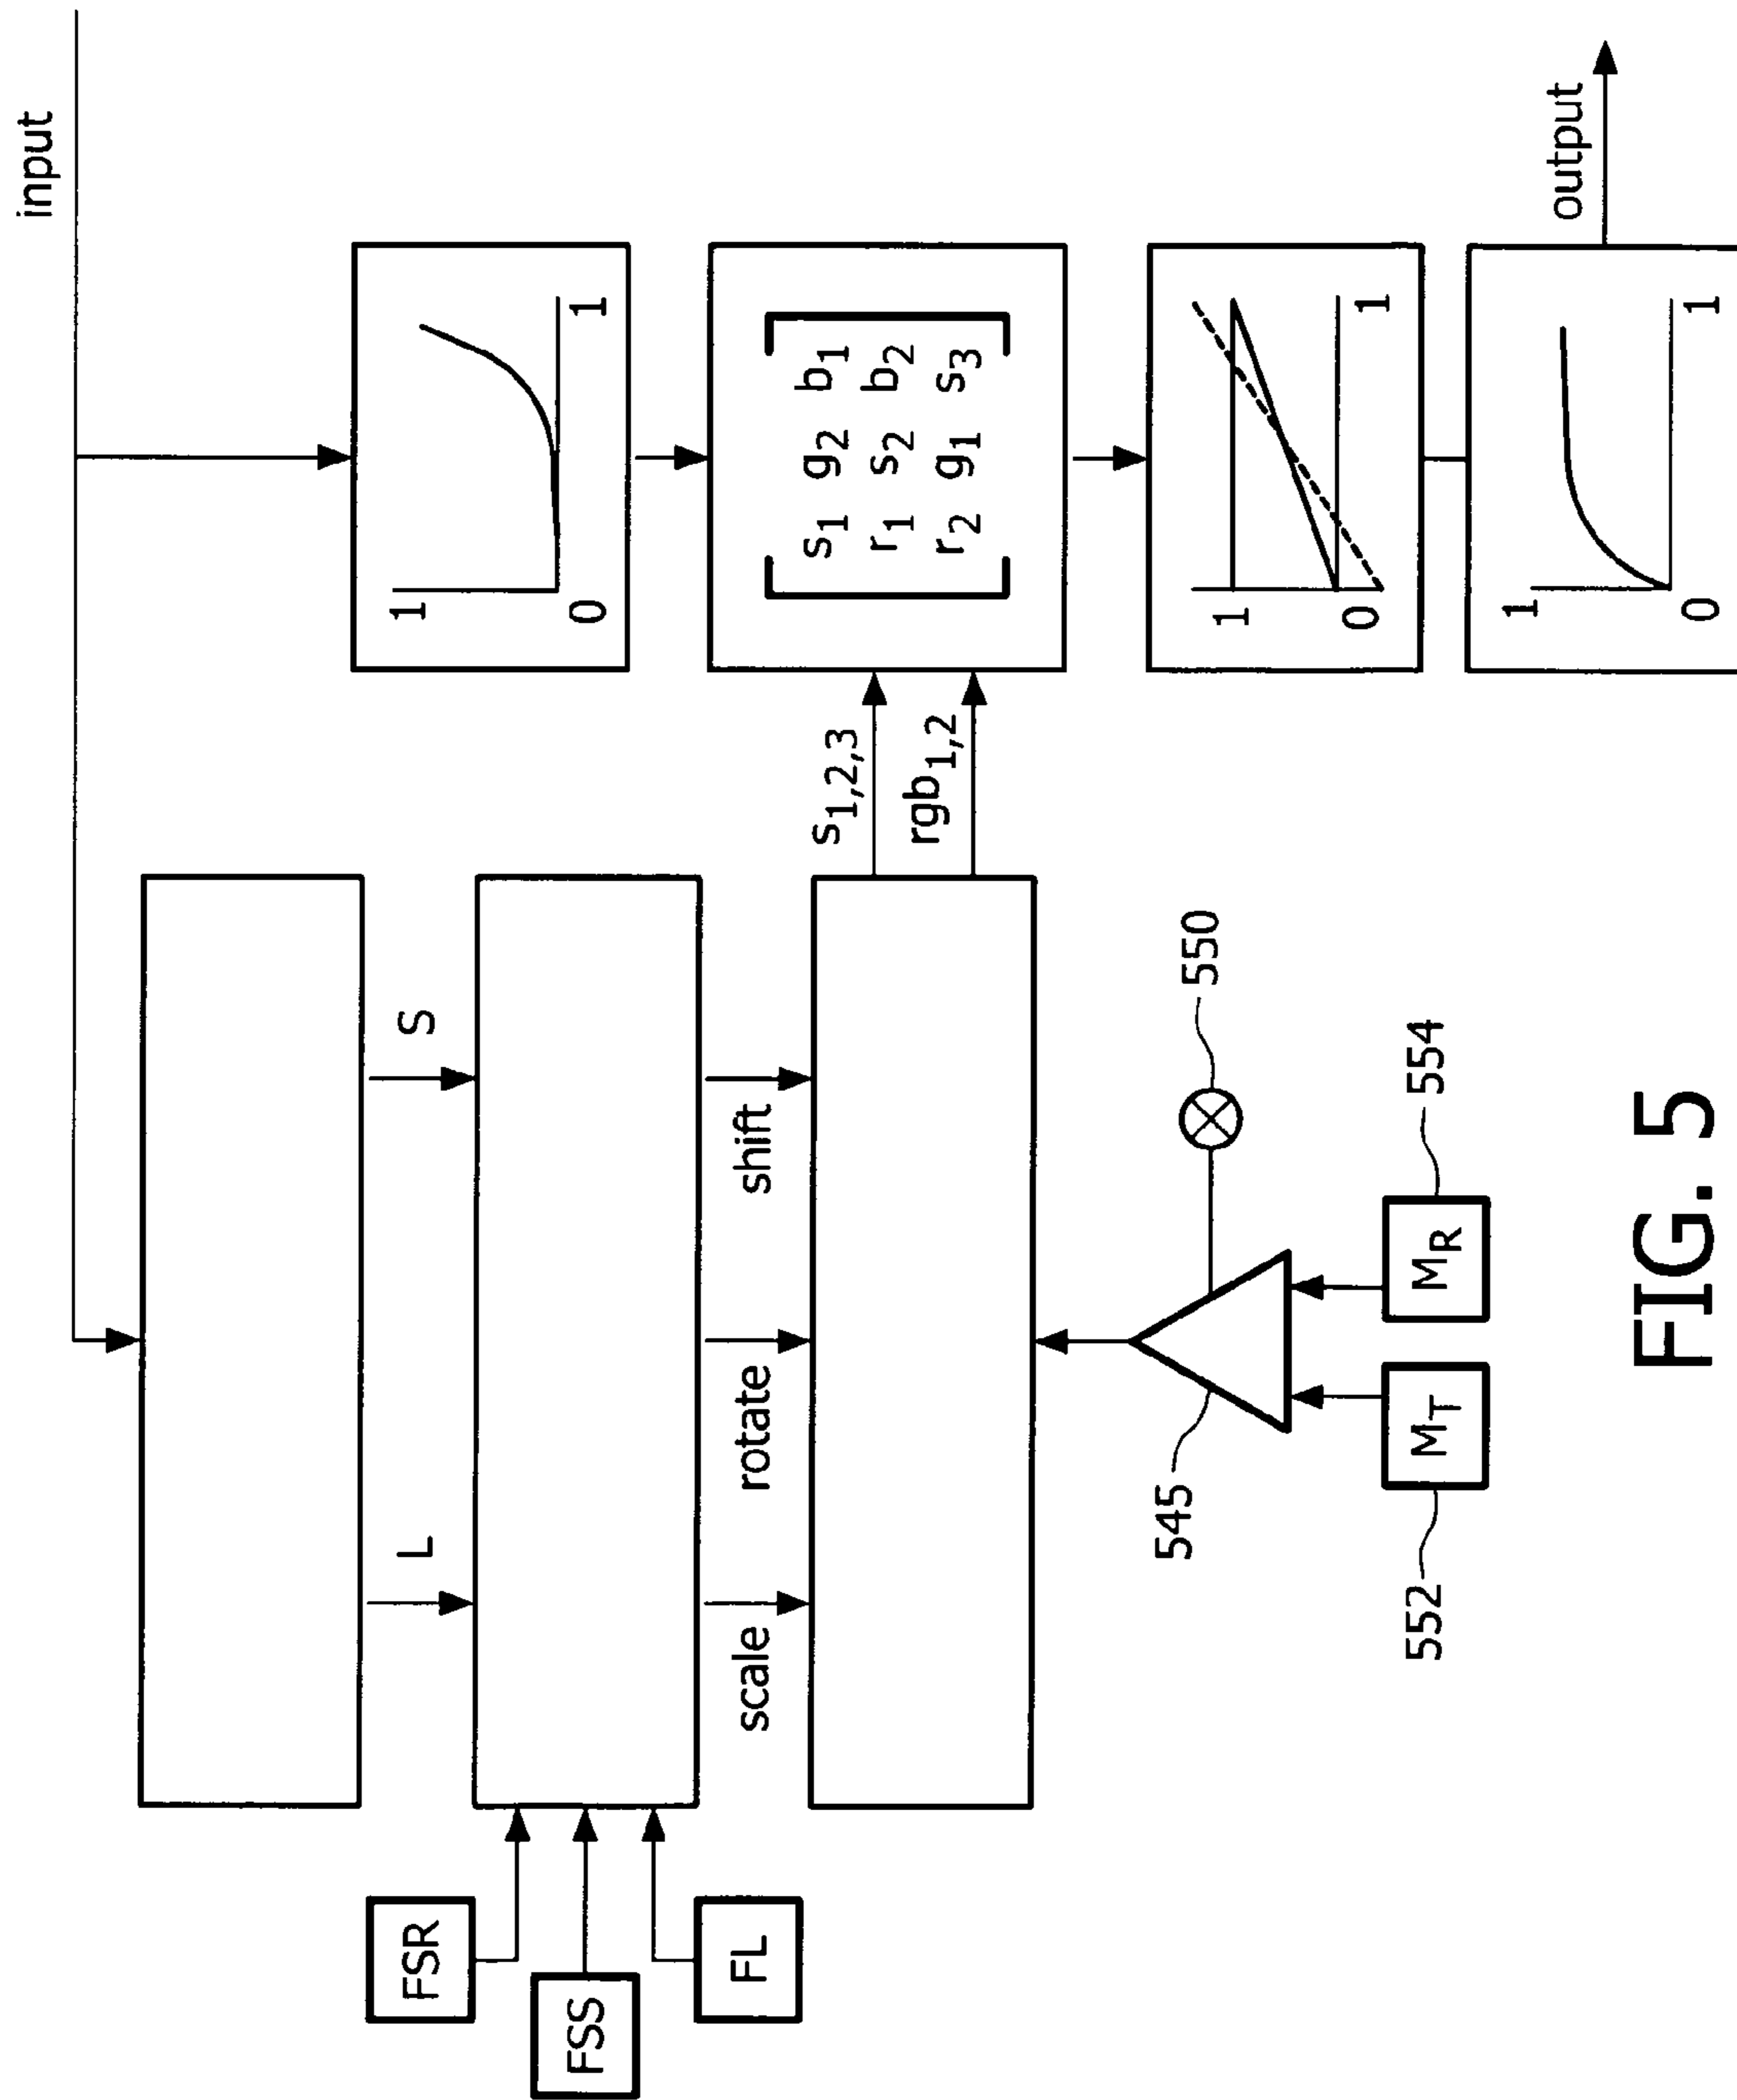 input
FSR
L
S
1
0 1
FSS
FL
scale
rotate
shift
s1,2,3
rgb1,2
s1 g2 b1
r1 s2 b2
r2 g1 s3
545
550
1
0 1
552
MT
MR
554
1
0 1
output
FIG. 5